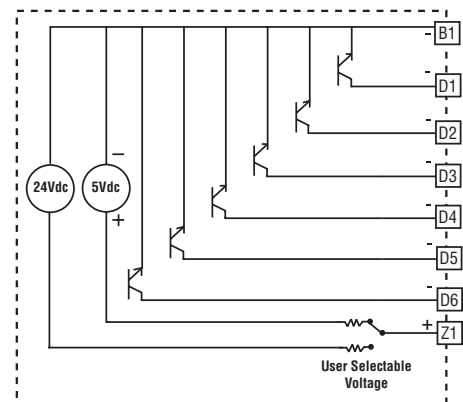 - B1
- D1
- D2
- D3
24Vdc
5Vdc
-
+
- D4
- D5
- D6
+ Z1
User Selectable
Voltage